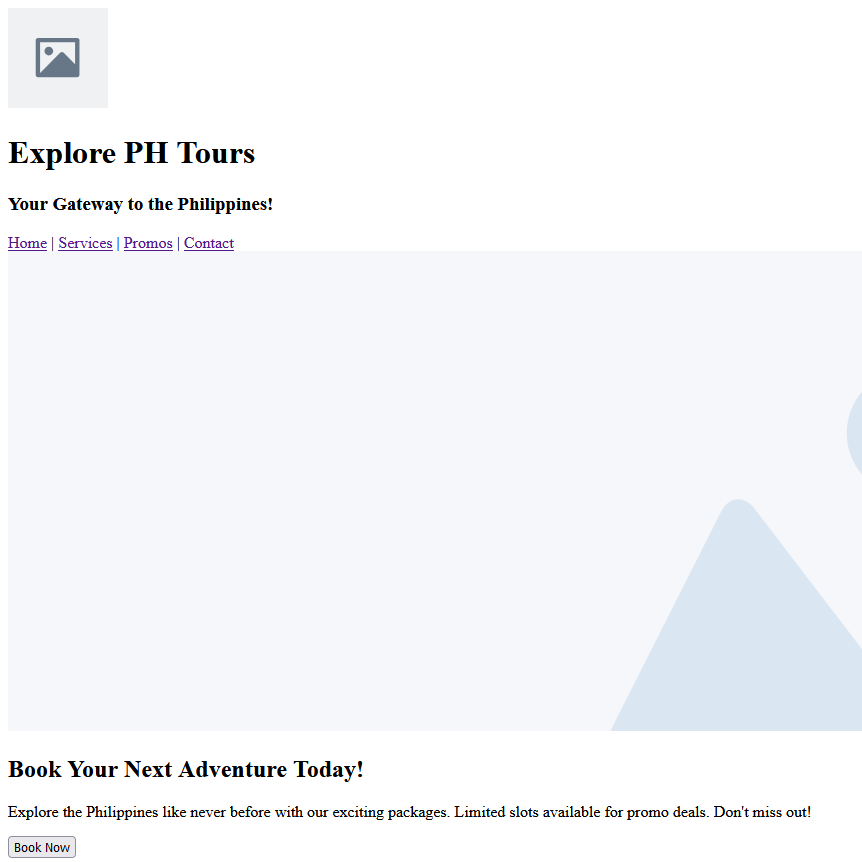 Explore PH Tours
Your Gateway to the Philippines!
Home | Services | Promos | Contact
Book Your Next Adventure Today!
Explore the Philippines like never before with our exciting packages. Limited slots available for promo deals. Don't miss out!
Book Now